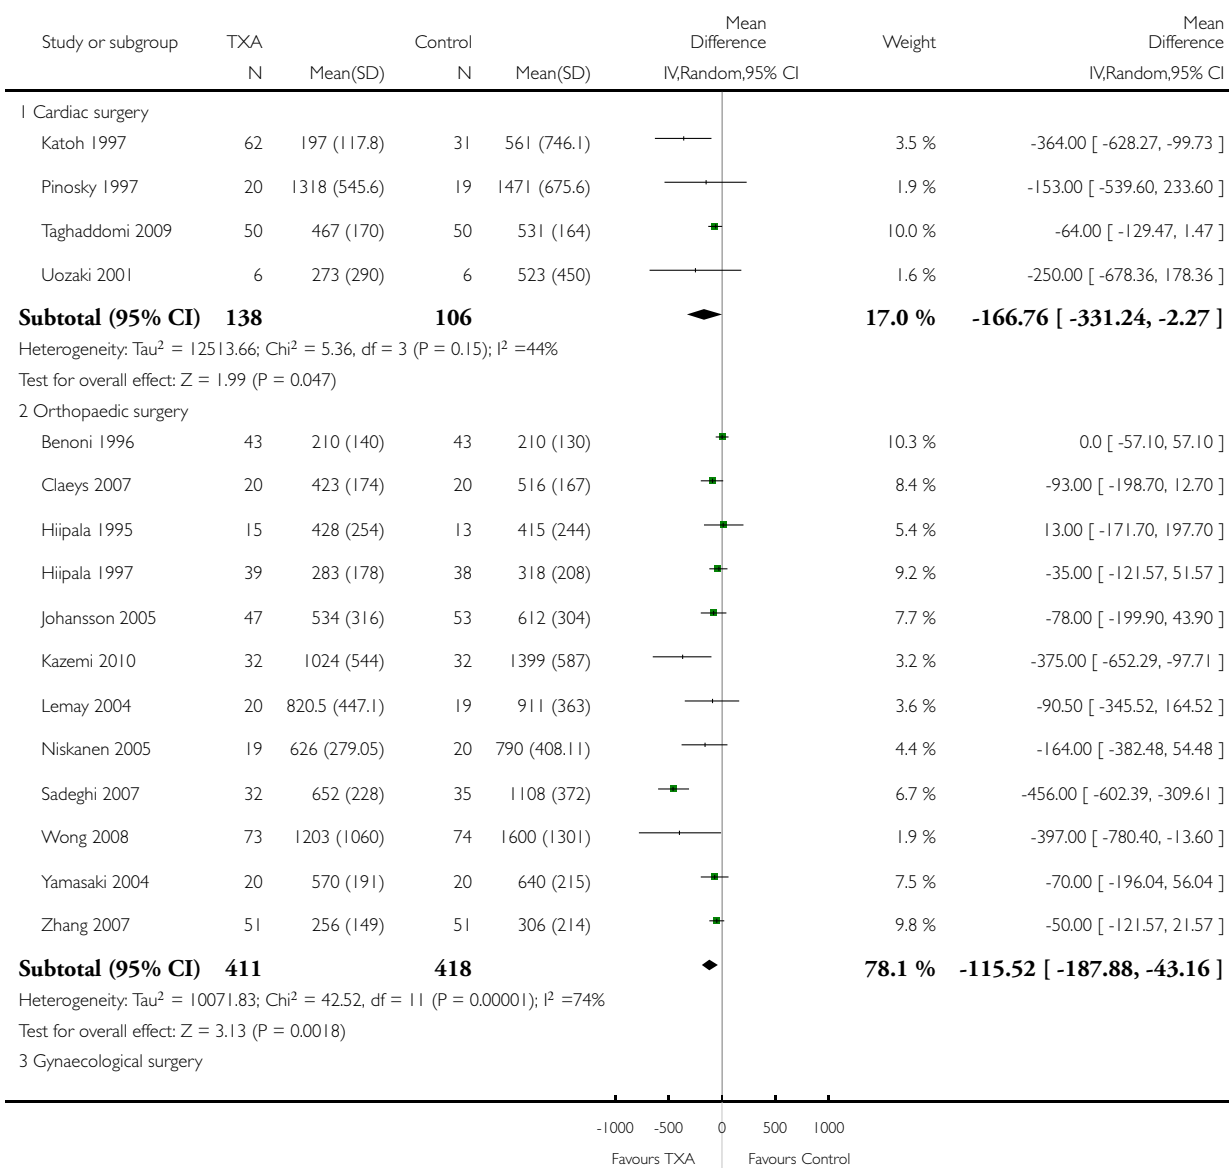 Study or subgroup TXA Control Mean Difference Weight Mean Difference
N Mean(SD) N Mean(SD) IV,Random,95% CI IV,Random,95% CI
1 Cardiac surgery
Katoh 1997 62 197 (117.8) 31 561 (746.1) 3.5 % -364.00 [ -628.27, -99.73 ]
Pinosky 1997 20 1318 (545.6) 19 1471 (675.6) 1.9 % -153.00 [ -539.60, 233.60 ]
Taghaddomi 2009 50 467 (170) 50 531 (164) 10.0 % -64.00 [ -129.47, 1.47 ]
Uozaki 2001 6 273 (290) 6 523 (450) 1.6 % -250.00 [ -678.36, 178.36 ]
Subtotal (95% CI) 138 106 17.0 % -166.76 [ -331.24, -2.27 ]
Heterogeneity: Tau² = 12513.66; Chi² = 5.36, df = 3 (P = 0.15); I² =44%
Test for overall effect: Z = 1.99 (P = 0.047)
2 Orthopaedic surgery
Benoni 1996 43 210 (140) 43 210 (130) 10.3 % 0.0 [ -57.10, 57.10 ]
Claeys 2007 20 423 (174) 20 516 (167) 8.4 % -93.00 [ -198.70, 12.70 ]
Hiipala 1995 15 428 (254) 13 415 (244) 5.4 % 13.00 [ -171.70, 197.70 ]
Hiipala 1997 39 283 (178) 38 318 (208) 9.2 % -35.00 [ -121.57, 51.57 ]
Johansson 2005 47 534 (316) 53 612 (304) 7.7 % -78.00 [ -199.90, 43.90 ]
Kazemi 2010 32 1024 (544) 32 1399 (587) 3.2 % -375.00 [ -652.29, -97.71 ]
Lemay 2004 20 820.5 (447.1) 19 911 (363) 3.6 % -90.50 [ -345.52, 164.52 ]
Niskanen 2005 19 626 (279.05) 20 790 (408.11) 4.4 % -164.00 [ -382.48, 54.48 ]
Sadeghi 2007 32 652 (228) 35 1108 (372) 6.7 % -456.00 [ -602.39, -309.61 ]
Wong 2008 73 1203 (1060) 74 1600 (1301) 1.9 % -397.00 [ -780.40, -13.60 ]
Yamasaki 2004 20 570 (191) 20 640 (215) 7.5 % -70.00 [ -196.04, 56.04 ]
Zhang 2007 51 256 (149) 51 306 (214) 9.8 % -50.00 [ -121.57, 21.57 ]
Subtotal (95% CI) 411 418 78.1 % -115.52 [ -187.88, -43.16 ]
Heterogeneity: Tau² = 10071.83; Chi² = 42.52, df = 11 (P = 0.00001); I² =74%
Test for overall effect: Z = 3.13 (P = 0.0018)
3 Gynaecological surgery
-1000 -500 0 500 1000
Favours TXA Favours Control